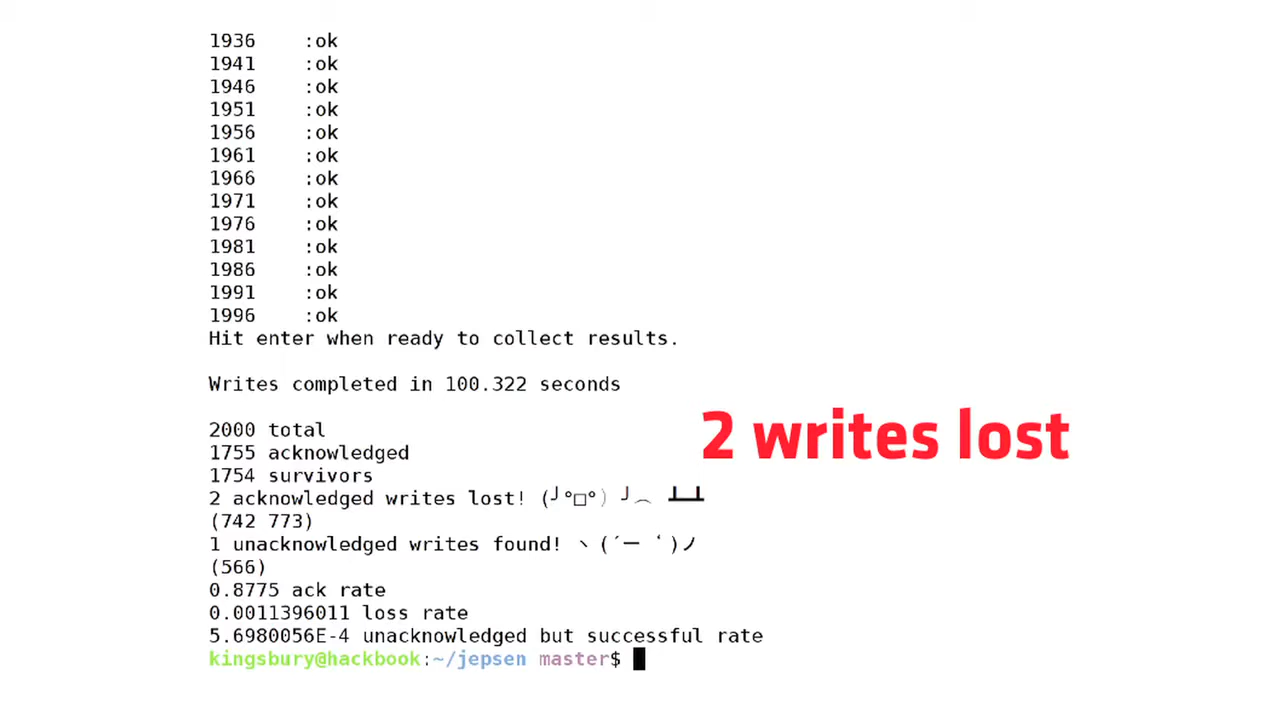 1936    :ok
1941    :ok
1946    :ok
1951    :ok
1956    :ok
1961    :ok
1966    :ok
1971    :ok
1976    :ok
1981    :ok
1986    :ok
1991    :ok
1996    :ok
Hit enter when ready to collect results.
Writes completed in 100.322 seconds
2 writes lost
2000 total
1755 acknowledged
1754 survivors
2 acknowledged writes lost! (╯°□°）╯︵ ┻━┻
(742 773)
1 unacknowledged writes found! ヽ(´ー｀)ノ
(566)
0.8775 ack rate
0.0011396011 loss rate
5.6980056E-4 unacknowledged but successful rate
kingsbury@hackbook:~/jepsen master$